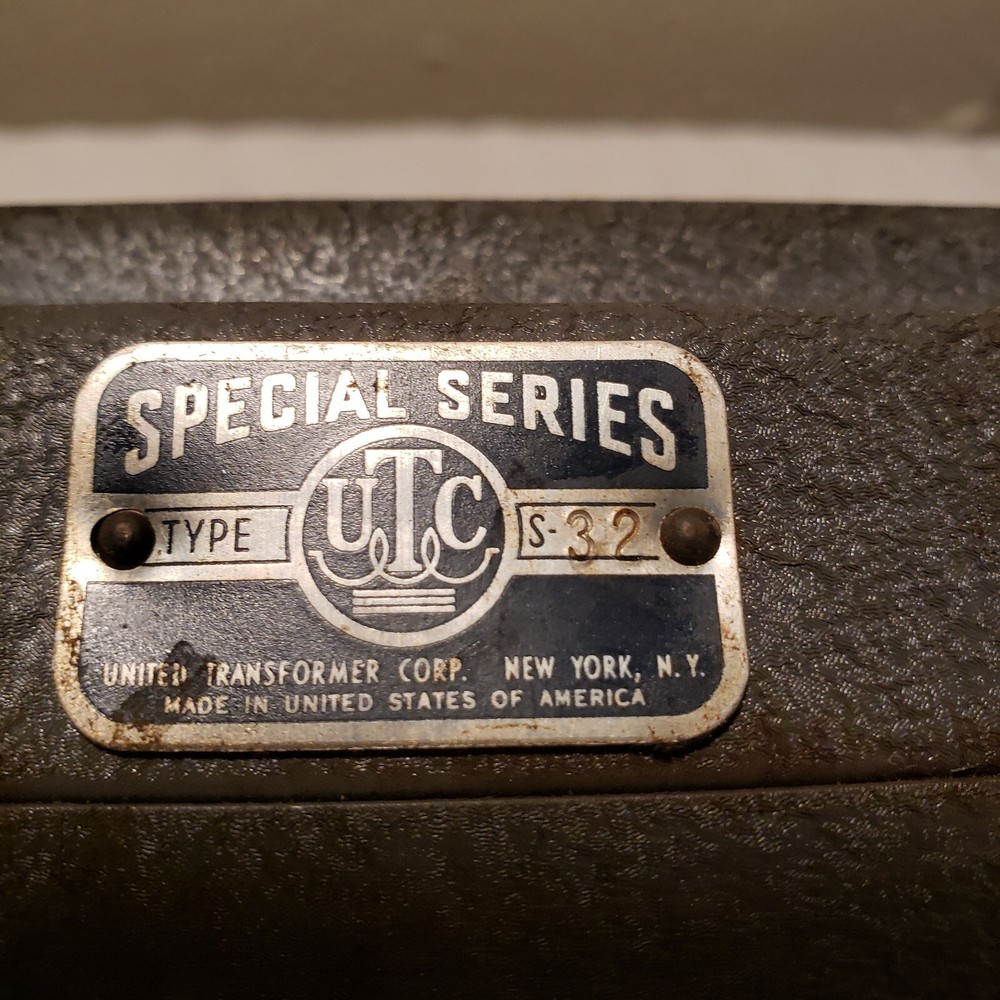 SPECIAL SERIES
TYPE UTC S-32
UNITED TRANSFORMER CORP. NEW YORK, N.Y.
MADE IN UNITED STATES OF AMERICA